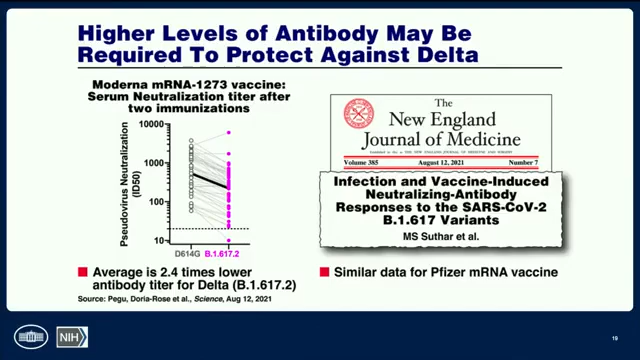 Higher Levels of Antibody May Be
Required To Protect Against Delta
Moderna mRNA-1273 vaccine:
Serum Neutralization titer after
two immunizations
Pseudovirus Neutralization
(ID50)
10000
1000
100
10
D614G B.1.617.2
Average is 2.4 times lower
antibody titer for Delta (B.1.617.2)
Source: Pegu, Doria-Rose et al., Science, Aug 12, 2021
The
New England
Journal of Medicine
Volume 385 August 12, 2021 Number 7
Infection and Vaccine-Induced
Neutralizing-Antibody
Responses to the SARS-CoV-2
B.1.617 Variants
MS Suthar et al.
Similar data for Pfizer mRNA vaccine
NIH
19